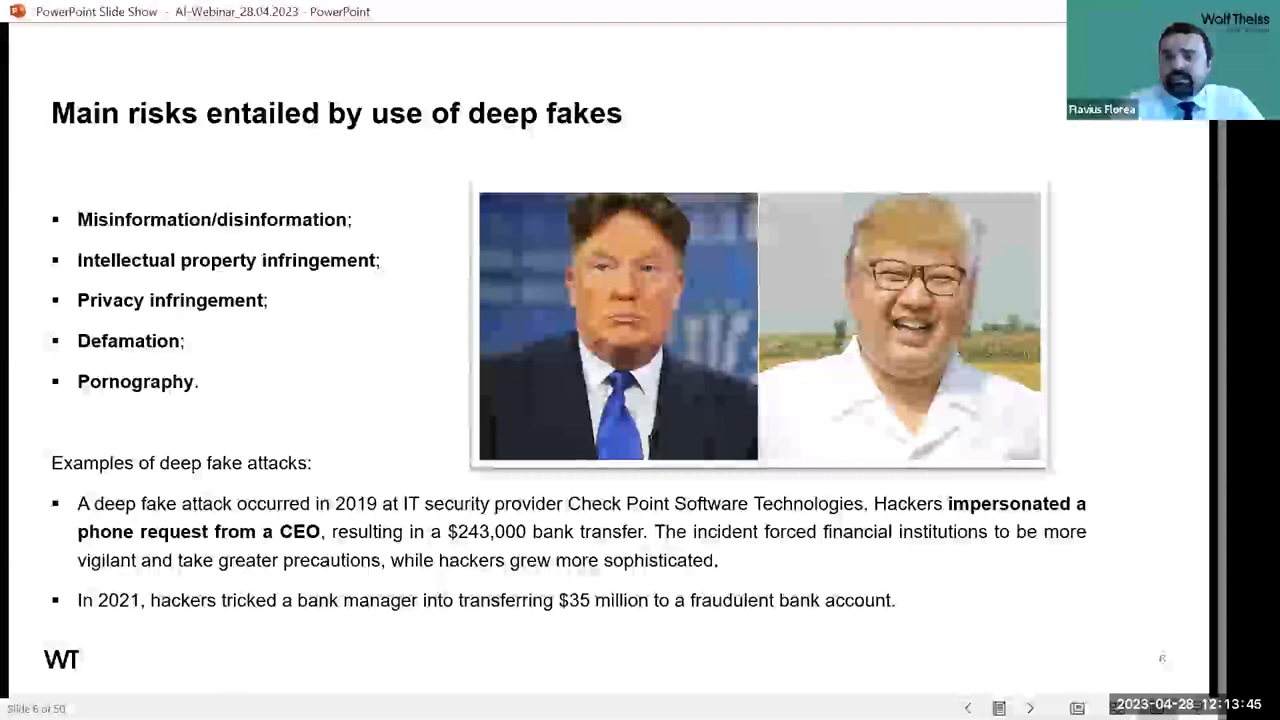 PowerPoint Slide Show - AI-Webinar_28.04.2023 - PowerPoint
Wolf Theiss
Flavius Florea
Main risks entailed by use of deep fakes
▪ Misinformation/disinformation;
▪ Intellectual property infringement;
▪ Privacy infringement;
▪ Defamation;
▪ Pornography.
Examples of deep fake attacks:
▪ A deep fake attack occurred in 2019 at IT security provider Check Point Software Technologies. Hackers impersonated a
phone request from a CEO, resulting in a $243,000 bank transfer. The incident forced financial institutions to be more
vigilant and take greater precautions, while hackers grew more sophisticated.
▪ In 2021, hackers tricked a bank manager into transferring $35 million to a fraudulent bank account.
WT
6
Slide 6 of 50
2023-04-28 12:13:45